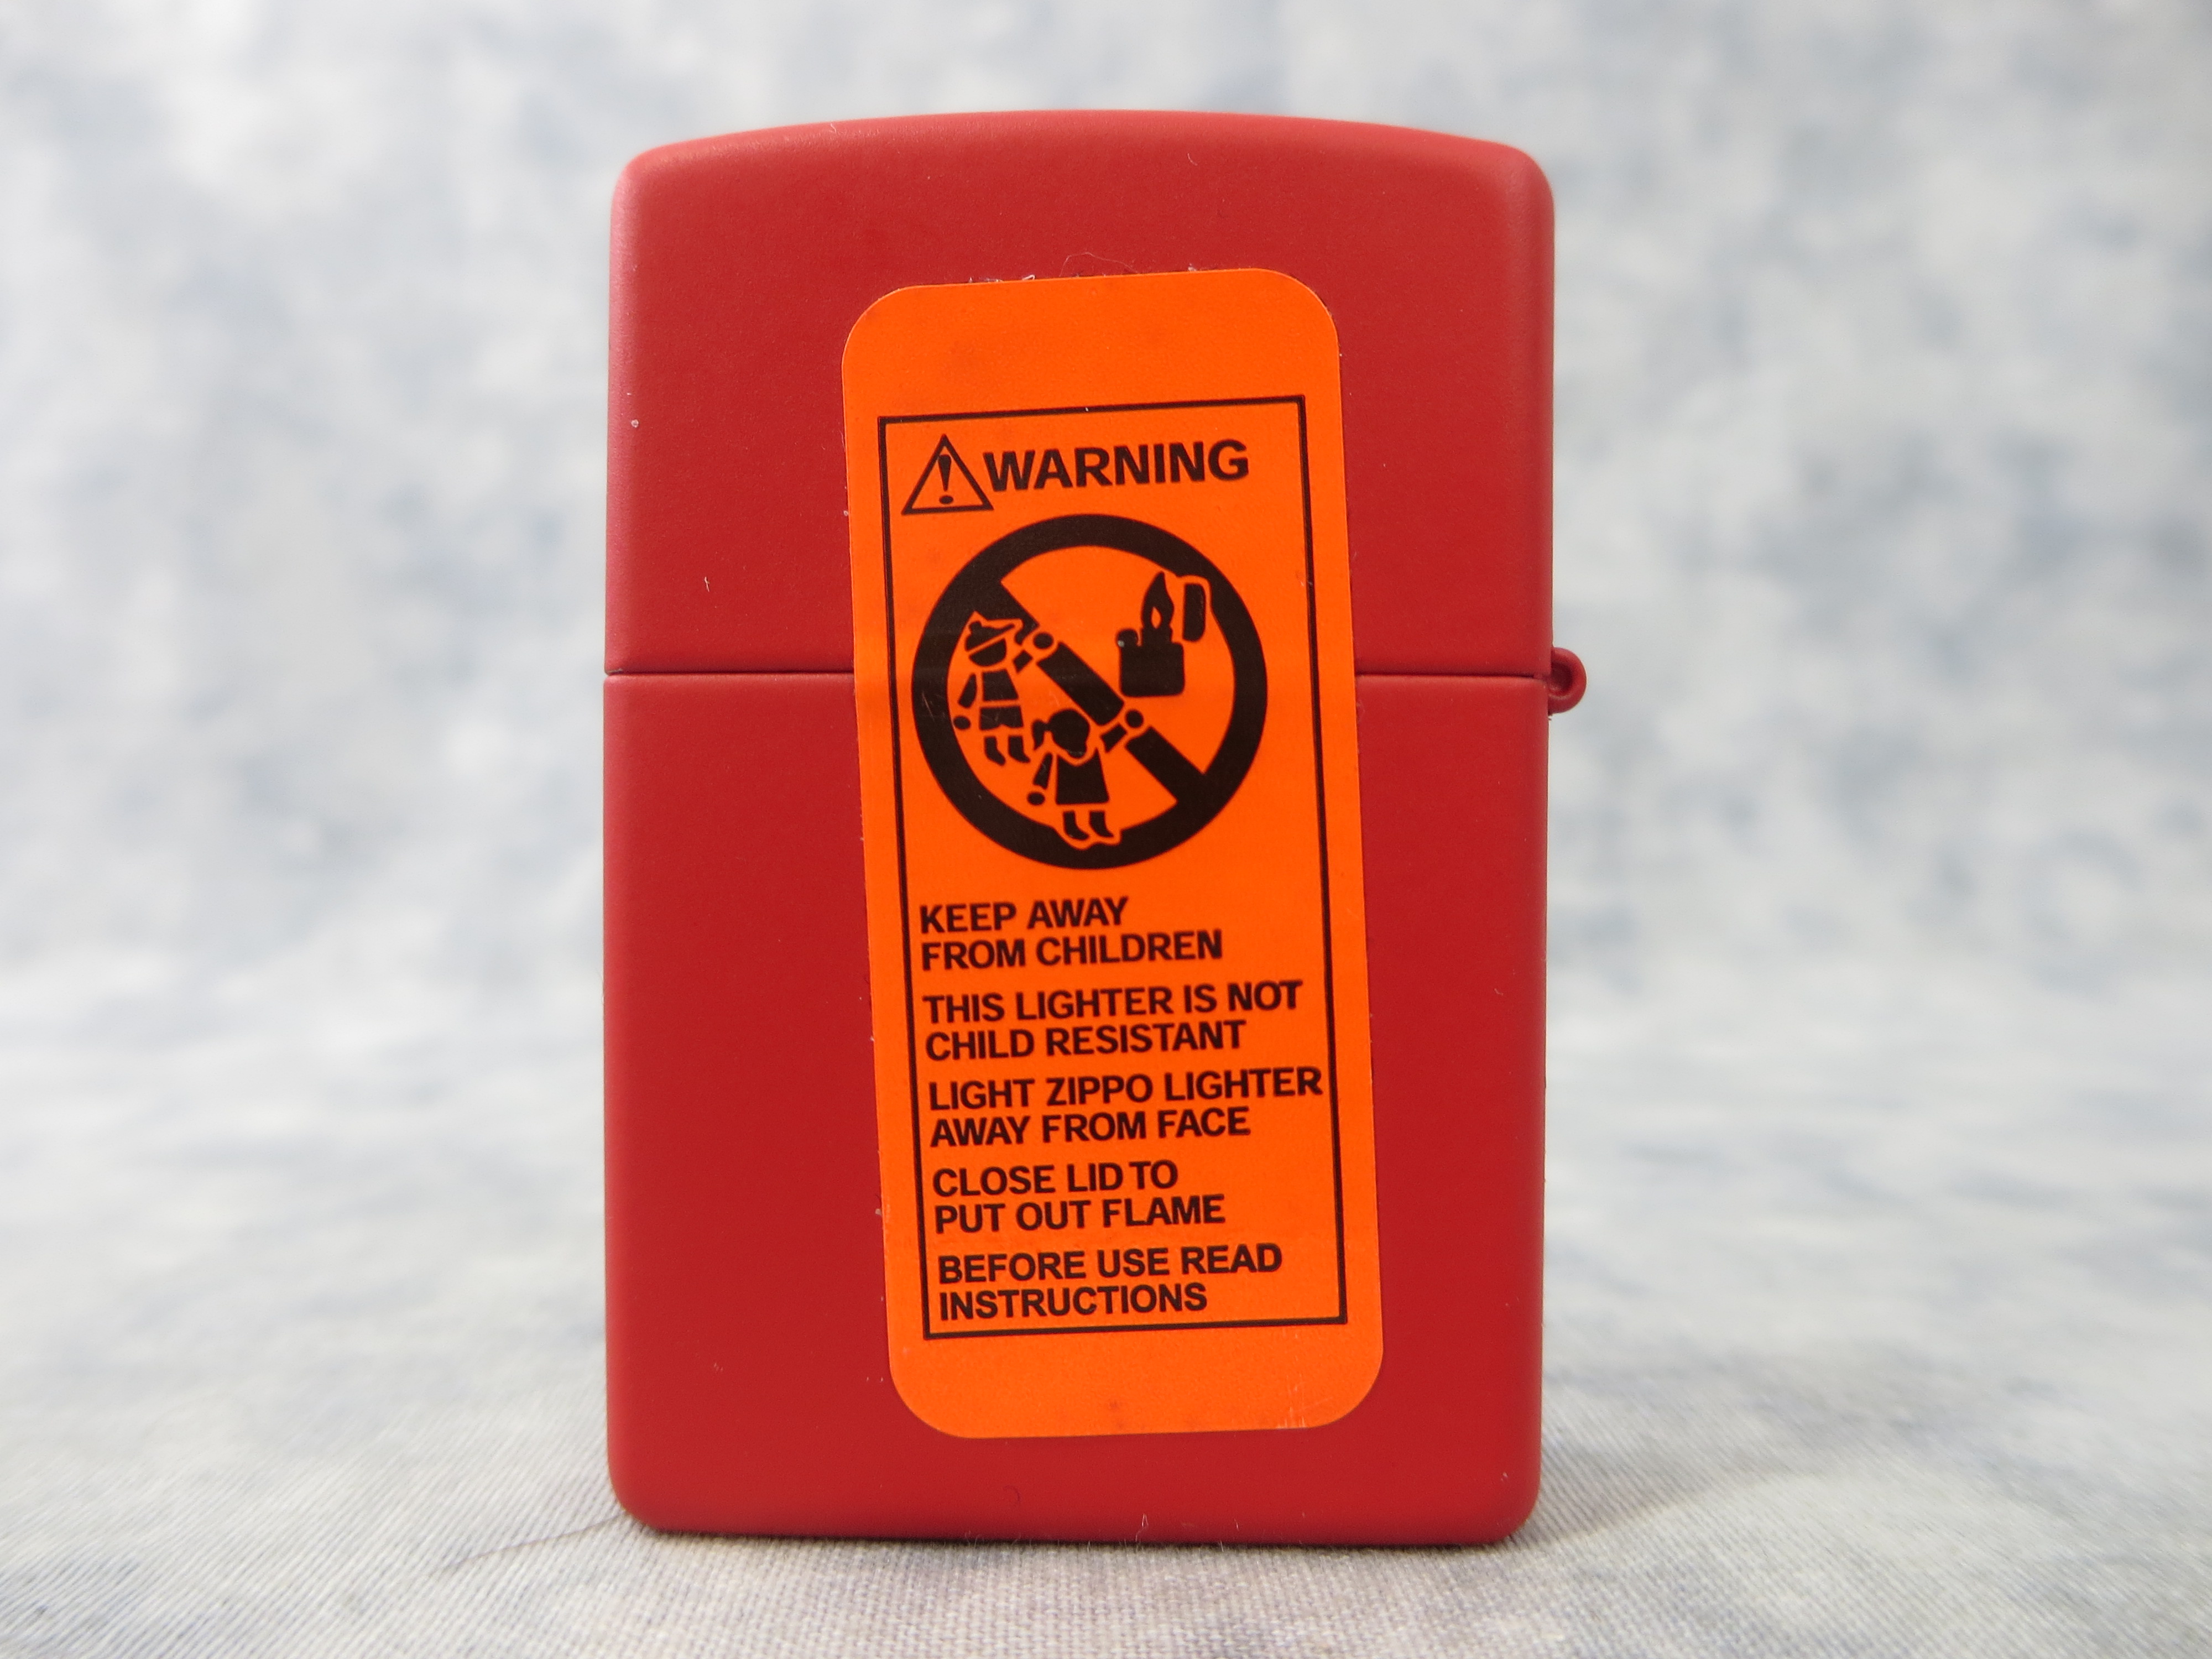 WARNING
KEEP AWAY
FROM CHILDREN
THIS LIGHTER IS NOT
CHILD RESISTANT
LIGHT ZIPPO LIGHTER
AWAY FROM FACE
CLOSE LID TO
PUT OUT FLAME
BEFORE USE READ
INSTRUCTIONS